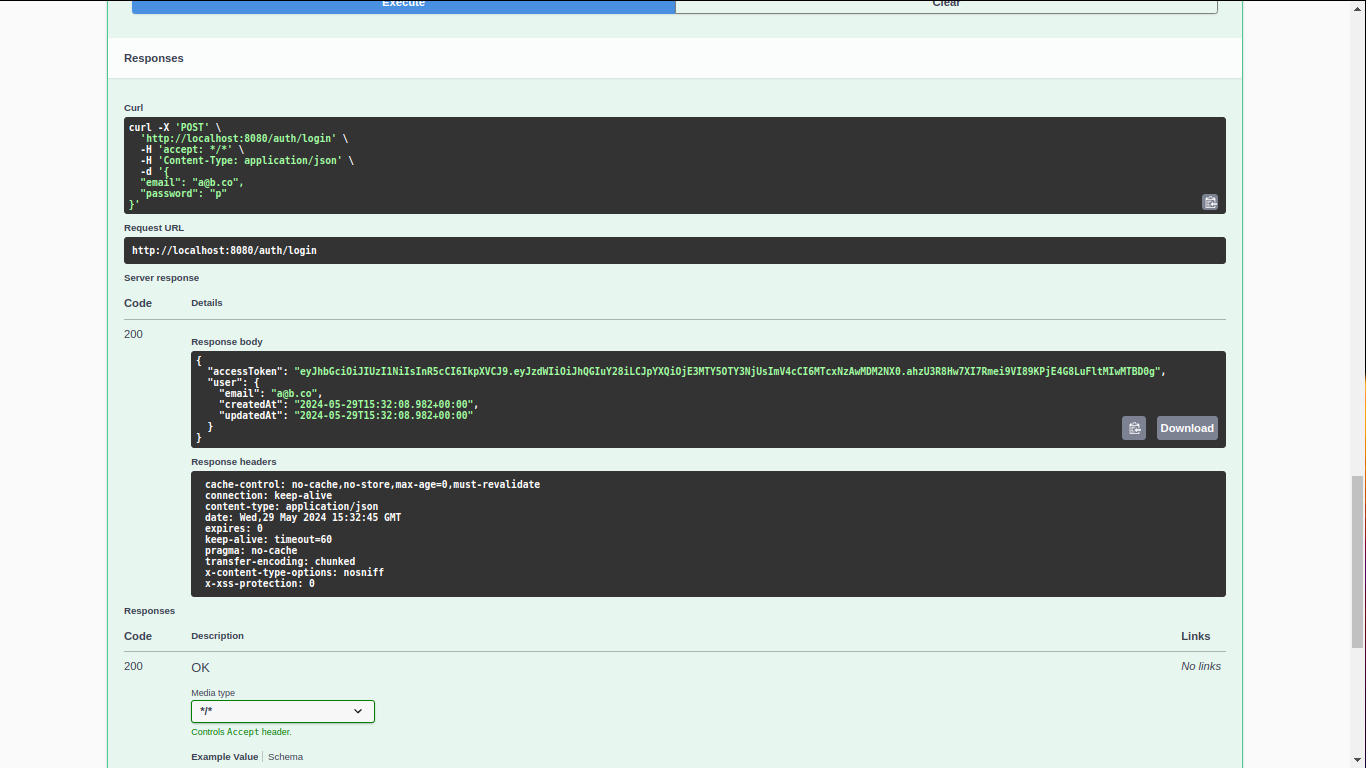 Execute
Clear
Responses
Curl
curl -X 'POST' \
'http://localhost:8080/auth/login' \
-H 'accept: */*' \
-H 'Content-Type: application/json' \
-d '{
"email": "a@b.co",
"password": "p"
}'
Request URL
http://localhost:8080/auth/login
Server response
Code Details
200
Response body
{
"accessToken": "eyJhbGciOiJIUzI1NiIsInR5cCI6IkpXVCJ9.eyJzdWIiOiJhQGIuY28iLCJpYXQiOjE3MTY5OTY3NjUsImV4cCI6MTcxNzAwMDM2NX0.ahzU3R8Hw7XI7Rmei9VI89KPjE4G8LuFltMIwMTBD0g",
"user": {
"email": "a@b.co",
"createdAt": "2024-05-29T15:32:08.982+00:00",
"updatedAt": "2024-05-29T15:32:08.982+00:00"
}
}
Download
Response headers
cache-control: no-cache,no-store,max-age=0,must-revalidate
connection: keep-alive
content-type: application/json
date: Wed,29 May 2024 15:32:45 GMT
expires: 0
keep-alive: timeout=60
pragma: no-cache
transfer-encoding: chunked
x-content-type-options: nosniff
x-xss-protection: 0
Responses
Code Description Links
200 OK No links
Media type
*/*
Controls Accept header.
Example Value Schema